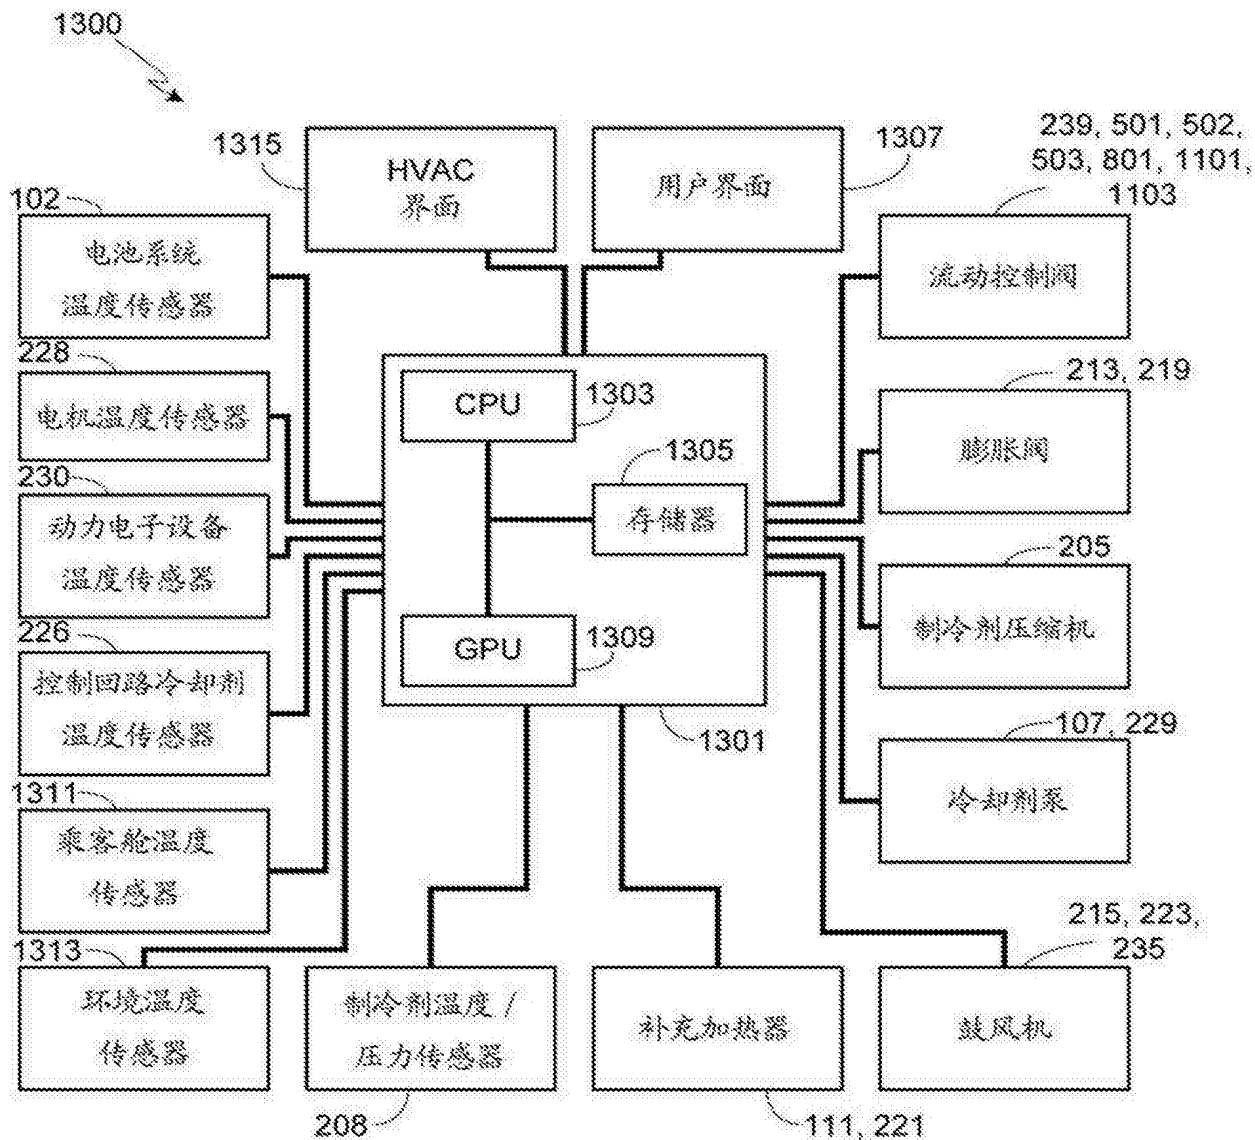 1300
1315
HVAC
界面
1307
用户界面
239, 501, 502,
503, 801, 1101,
1103
流动控制阀
102
电池系统
温度传感器
228
电机温度传感器
230
动力电子设备
温度传感器
226
控制回路冷却剂
温度传感器
1311
乘客舱温度
传感器
1313
环境温度
传感器
CPU
1303
1305
存储器
GPU
1309
1301
213, 219
膨胀阀
205
制冷剂压缩机
107, 229
冷却剂泵
215, 223,
235
鼓风机
制冷剂温度/
压力传感器
208
补充加热器
111, 221